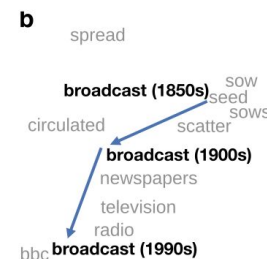 b
spread
sow
broadcast (1850s)
seed
sows
circulated
scatter
broadcast (1900s)
newspapers
television
radio
bbc broadcast (1990s)